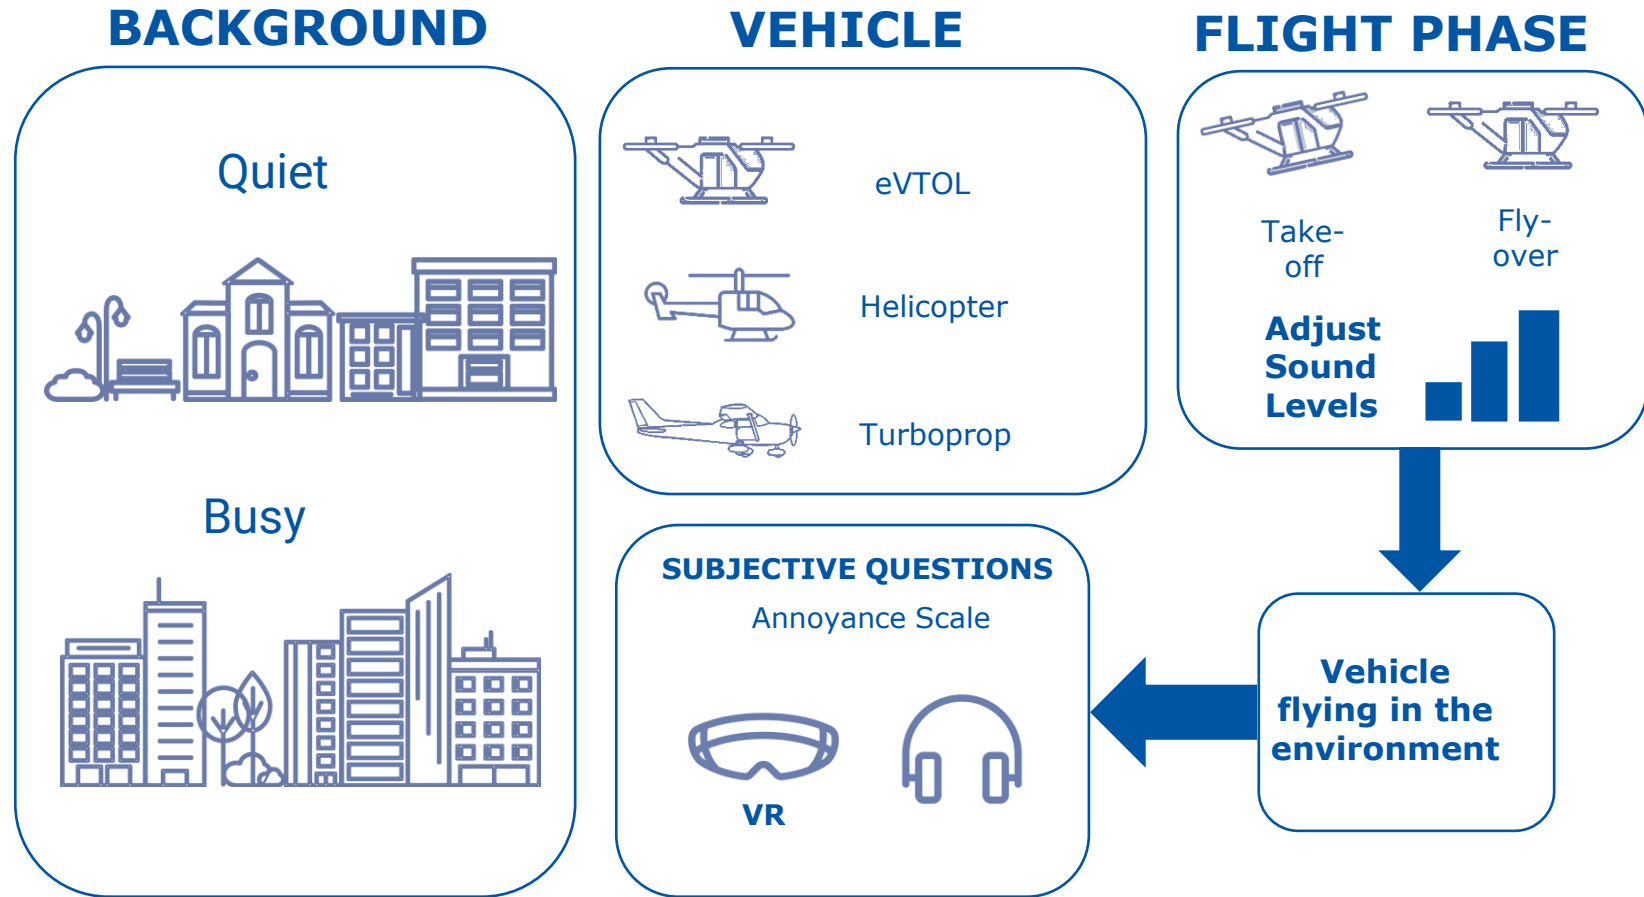 BACKGROUND
Quiet
Busy
VEHICLE
eVTOL
Helicopter
Turboprop
FLIGHT PHASE
Take-
off
Fly-
over
Adjust
Sound
Levels
Vehicle
flying in the
environment
SUBJECTIVE QUESTIONS
Annoyance Scale
VR